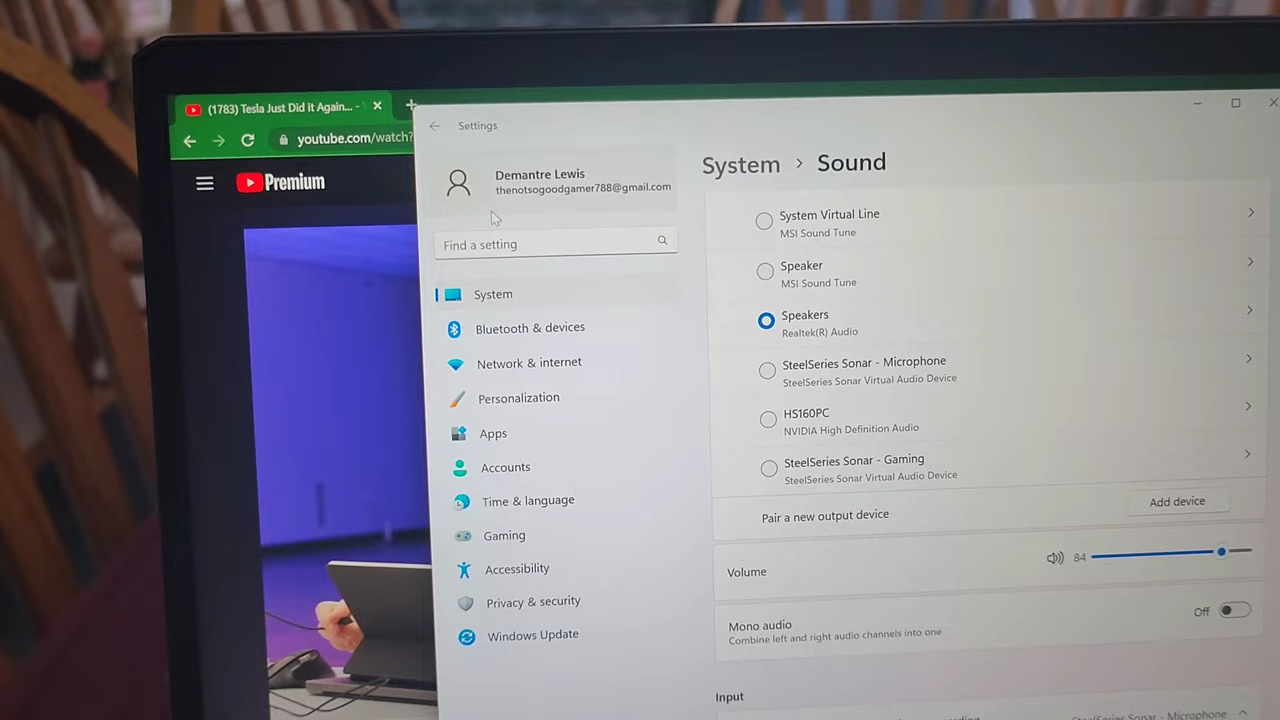 (1783) Tesla Just Did it Again... -
youtube.com/watch?
Premium
Settings
Demantre Lewis
thenotsogoodgamer788@gmail.com
Find a setting
System
Bluetooth & devices
Network & internet
Personalization
Apps
Accounts
Time & language
Gaming
Accessibility
Privacy & security
Windows Update
System > Sound
System Virtual Line
MSI Sound Tune
Speaker
MSI Sound Tune
Speakers
Realtek(R) Audio
SteelSeries Sonar - Microphone
SteelSeries Sonar Virtual Audio Device
HS160PC
NVIDIA High Definition Audio
SteelSeries Sonar - Gaming
SteelSeries Sonar Virtual Audio Device
Pair a new output device
Add device
Volume
84
Mono audio
Combine left and right audio channels into one
Off
Input
SteelSeries Sonar - Microphone